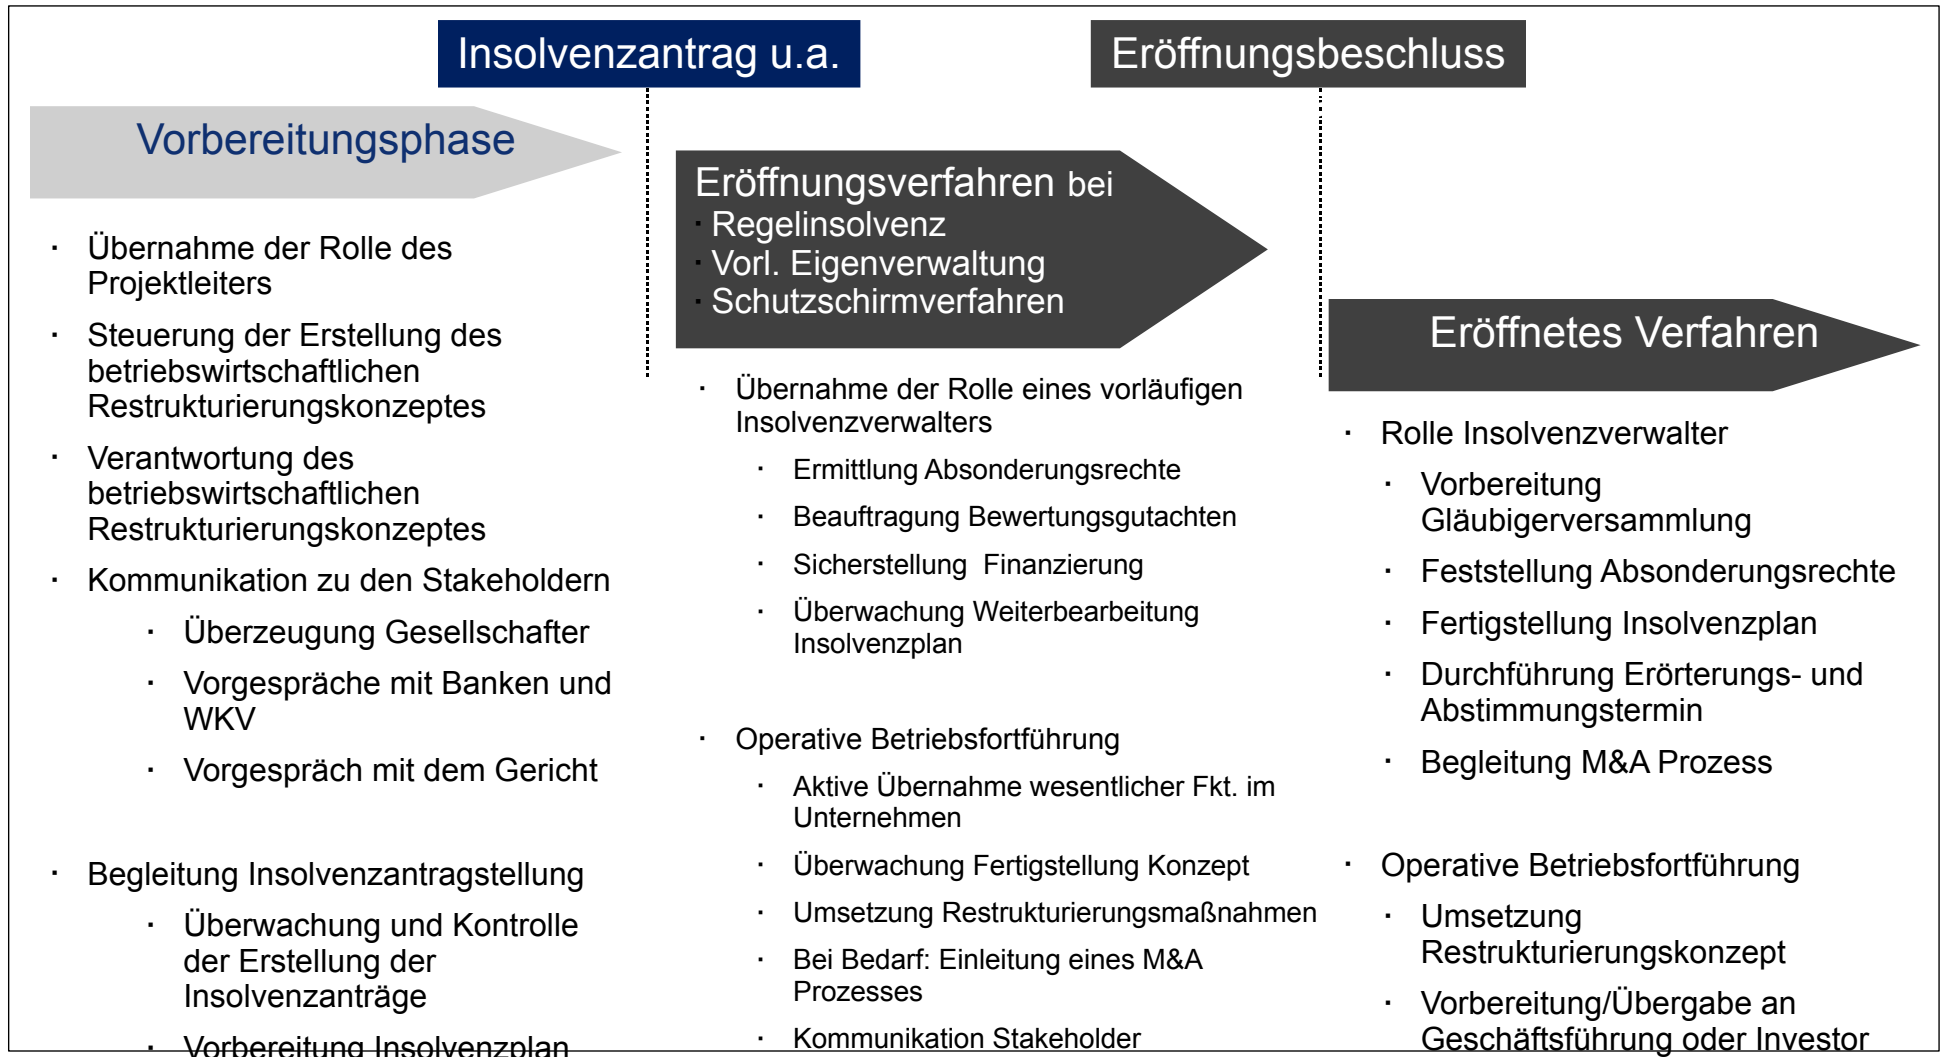 Insolvenzantrag u.a.
Eröffnungsbeschluss
Vorbereitungsphase
· Übernahme der Rolle des
Projektleiters
· Steuerung der Erstellung des
betriebswirtschaftlichen
Restrukturierungskonzeptes
· Verantwortung des
betriebswirtschaftlichen
Restrukturierungskonzeptes
· Kommunikation zu den Stakeholdern
· Überzeugung Gesellschafter
· Vorgespräche mit Banken und
WKV
· Vorgespräch mit dem Gericht
· Begleitung Insolvenzantragstellung
· Überwachung und Kontrolle
der Erstellung der
Insolvenzanträge
· Vorbereitung Insolvenzplan
Eröffnungsverfahren bei
· Regelinsolvenz
· Vorl. Eigenverwaltung
· Schutzschirmverfahren
· Übernahme der Rolle eines vorläufigen
Insolvenzverwalters
· Ermittlung Absonderungsrechte
· Beauftragung Bewertungsgutachten
· Sicherstellung  Finanzierung
· Überwachung Weiterbearbeitung
Insolvenzplan
· Operative Betriebsfortführung
· Aktive Übernahme wesentlicher Fkt. im
Unternehmen
· Überwachung Fertigstellung Konzept
· Umsetzung Restrukturierungsmaßnahmen
· Bei Bedarf: Einleitung eines M&A
Prozesses
· Kommunikation Stakeholder
Eröffnetes Verfahren
· Rolle Insolvenzverwalter
· Vorbereitung
Gläubigerversammlung
· Feststellung Absonderungsrechte
· Fertigstellung Insolvenzplan
· Durchführung Erörterungs- und
Abstimmungstermin
· Begleitung M&A Prozess
· Operative Betriebsfortführung
· Umsetzung
Restrukturierungskonzept
· Vorbereitung/Übergabe an
Geschäftsführung oder Investor